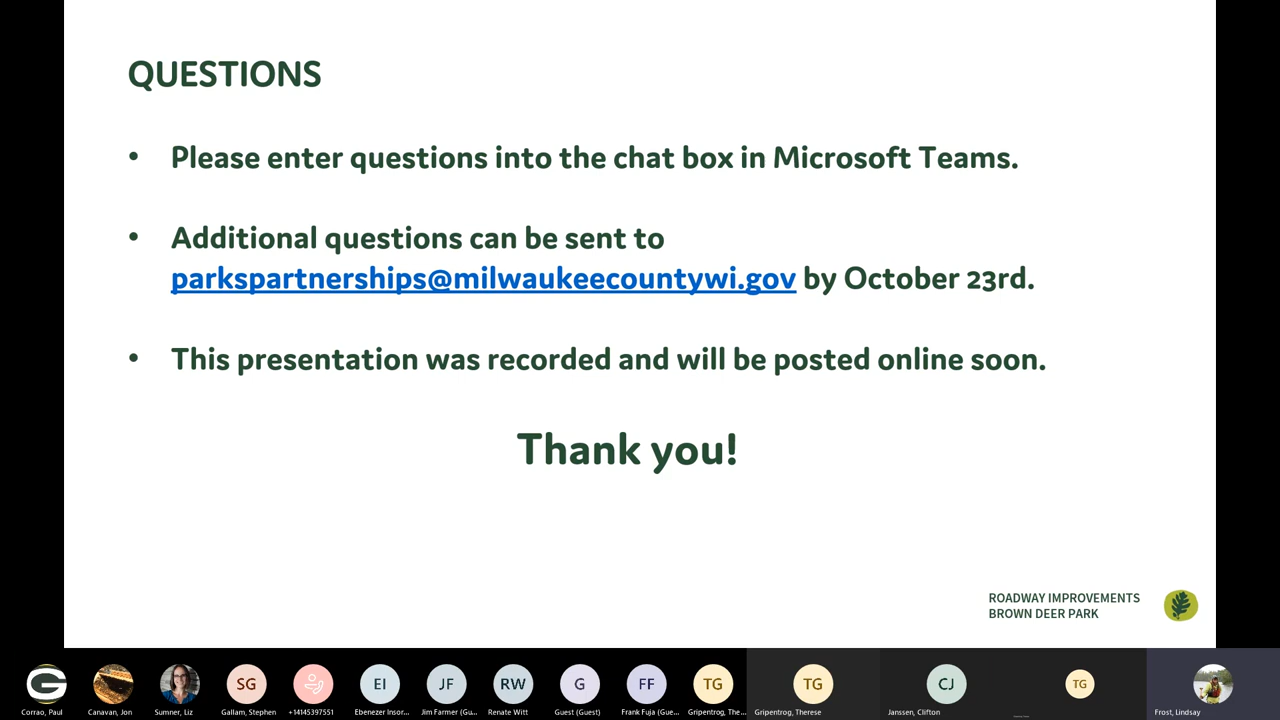 QUESTIONS
• Please enter questions into the chat box in Microsoft Teams.
• Additional questions can be sent to
parkspartnerships@milwaukeecountywi.gov by October 23rd.
• This presentation was recorded and will be posted online soon.
Thank you!
ROADWAY IMPROVEMENTS
BROWN DEER PARK
G SG EI JF RW G FF TG TG CJ TG
Corrao, Paul Canavan, Jon Sumner, Liz Gallam, Stephen +14145397551 Ebenezer Insor... Jim Farmer (Gu... Renate Witt Guest (Guest) Frank Fuja (Gue... Gripentrog, The... Gripentrog, Therese Janssen, Clifton Frost, Lindsay